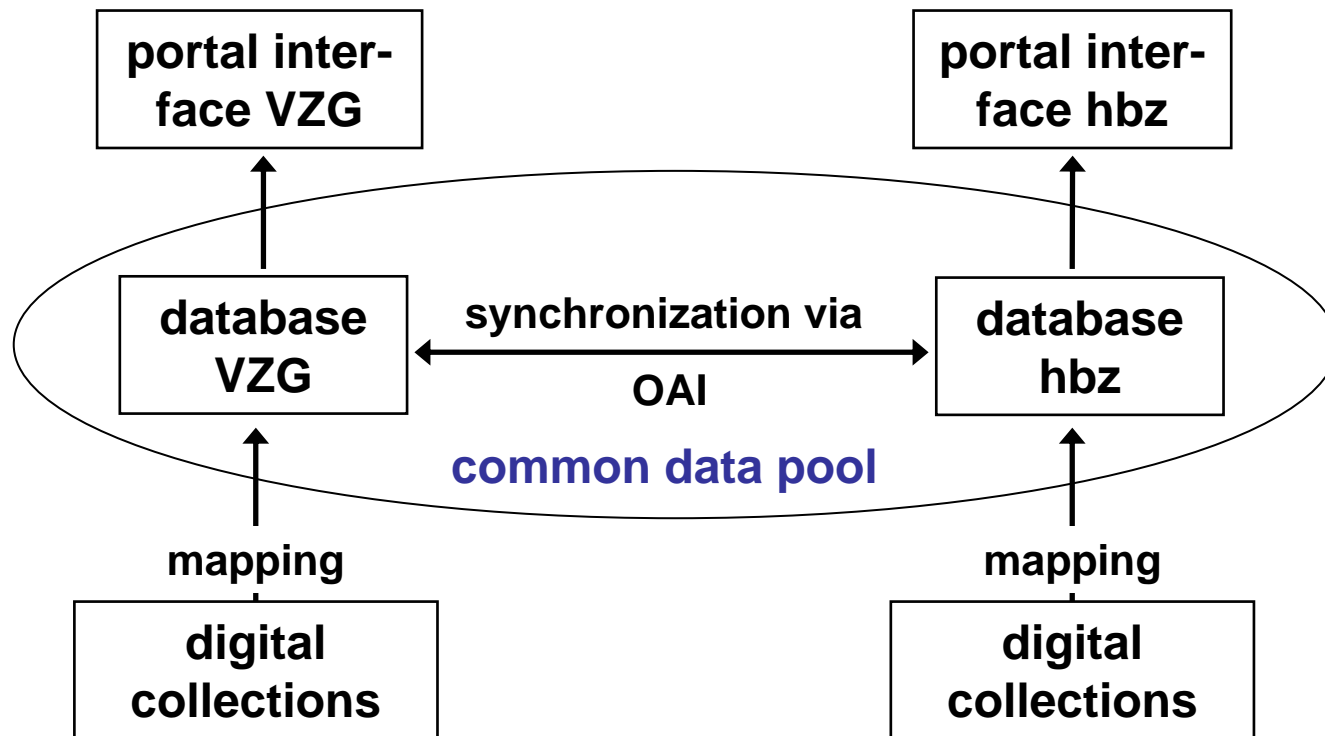 portal inter-
face VZG
portal inter-
face hbz
database
VZG
synchronization via
OAI
database
hbz
common data pool
mapping
mapping
digital
collections
digital
collections